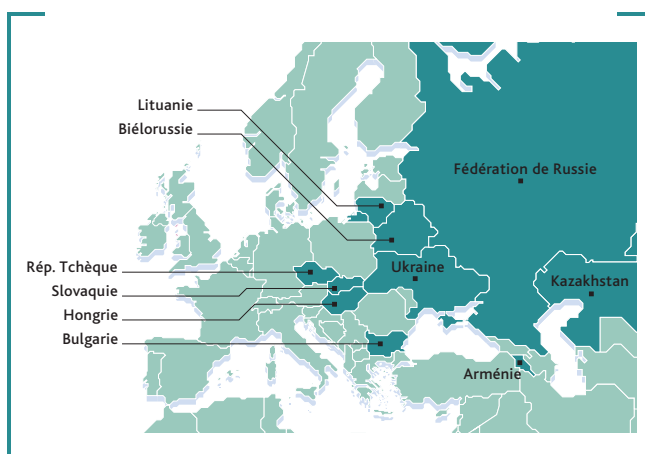 Lituanie
Biélorussie
Fédération de Russie
Rép. Tchèque
Ukraine
Slovaquie
Kazakhstan
Hongrie
Bulgarie
Arménie